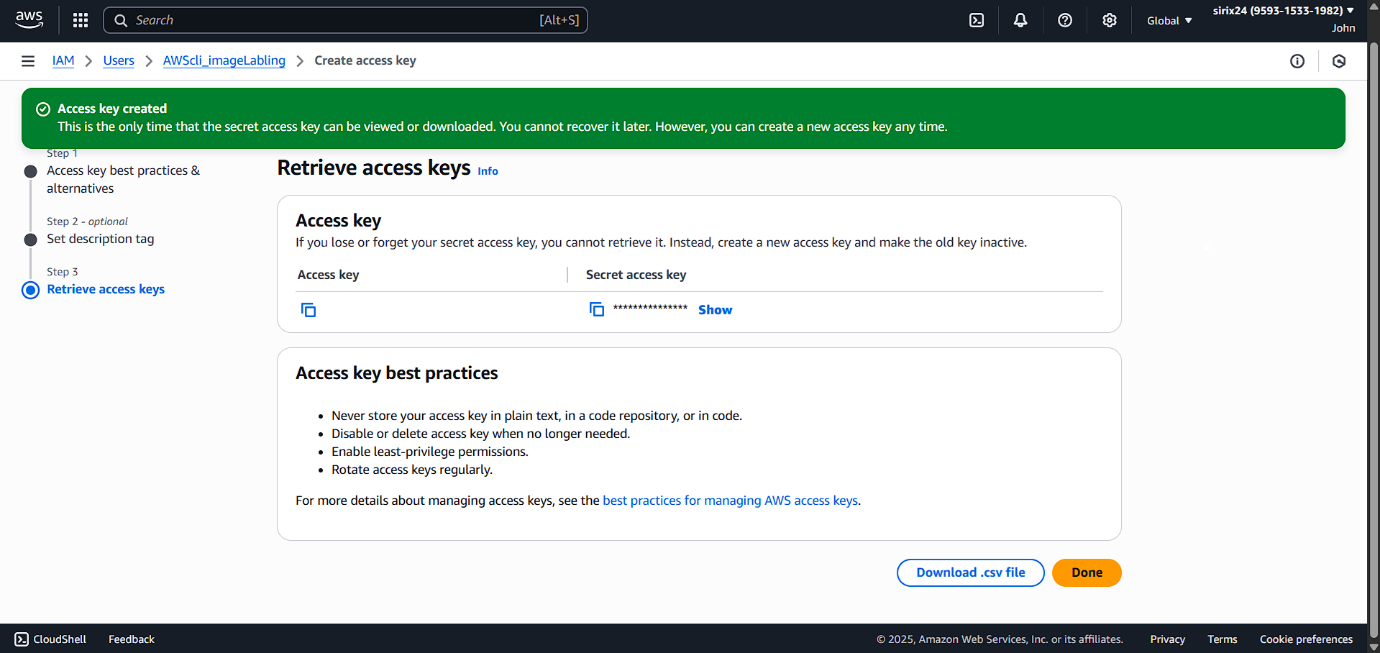 aws
Search
[Alt+S]
Global
sirix24 (9593-1533-1982)
John
IAM
Users
AWScli_imageLabling
Create access key
Access key created
This is the only time that the secret access key can be viewed or downloaded. You cannot recover it later. However, you can create a new access key any time.
Step 1
Access key best practices &
alternatives
Step 2 - optional
Set description tag
Step 3
Retrieve access keys
Retrieve access keys Info
Access key
If you lose or forget your secret access key, you cannot retrieve it. Instead, create a new access key and make the old key inactive.
Access key
Secret access key
*************** Show
Access key best practices
• Never store your access key in plain text, in a code repository, or in code.
• Disable or delete access key when no longer needed.
• Enable least-privilege permissions.
• Rotate access keys regularly.
For more details about managing access keys, see the best practices for managing AWS access keys.
Download .csv file
Done
CloudShell
Feedback
© 2025, Amazon Web Services, Inc. or its affiliates.
Privacy
Terms
Cookie preferences